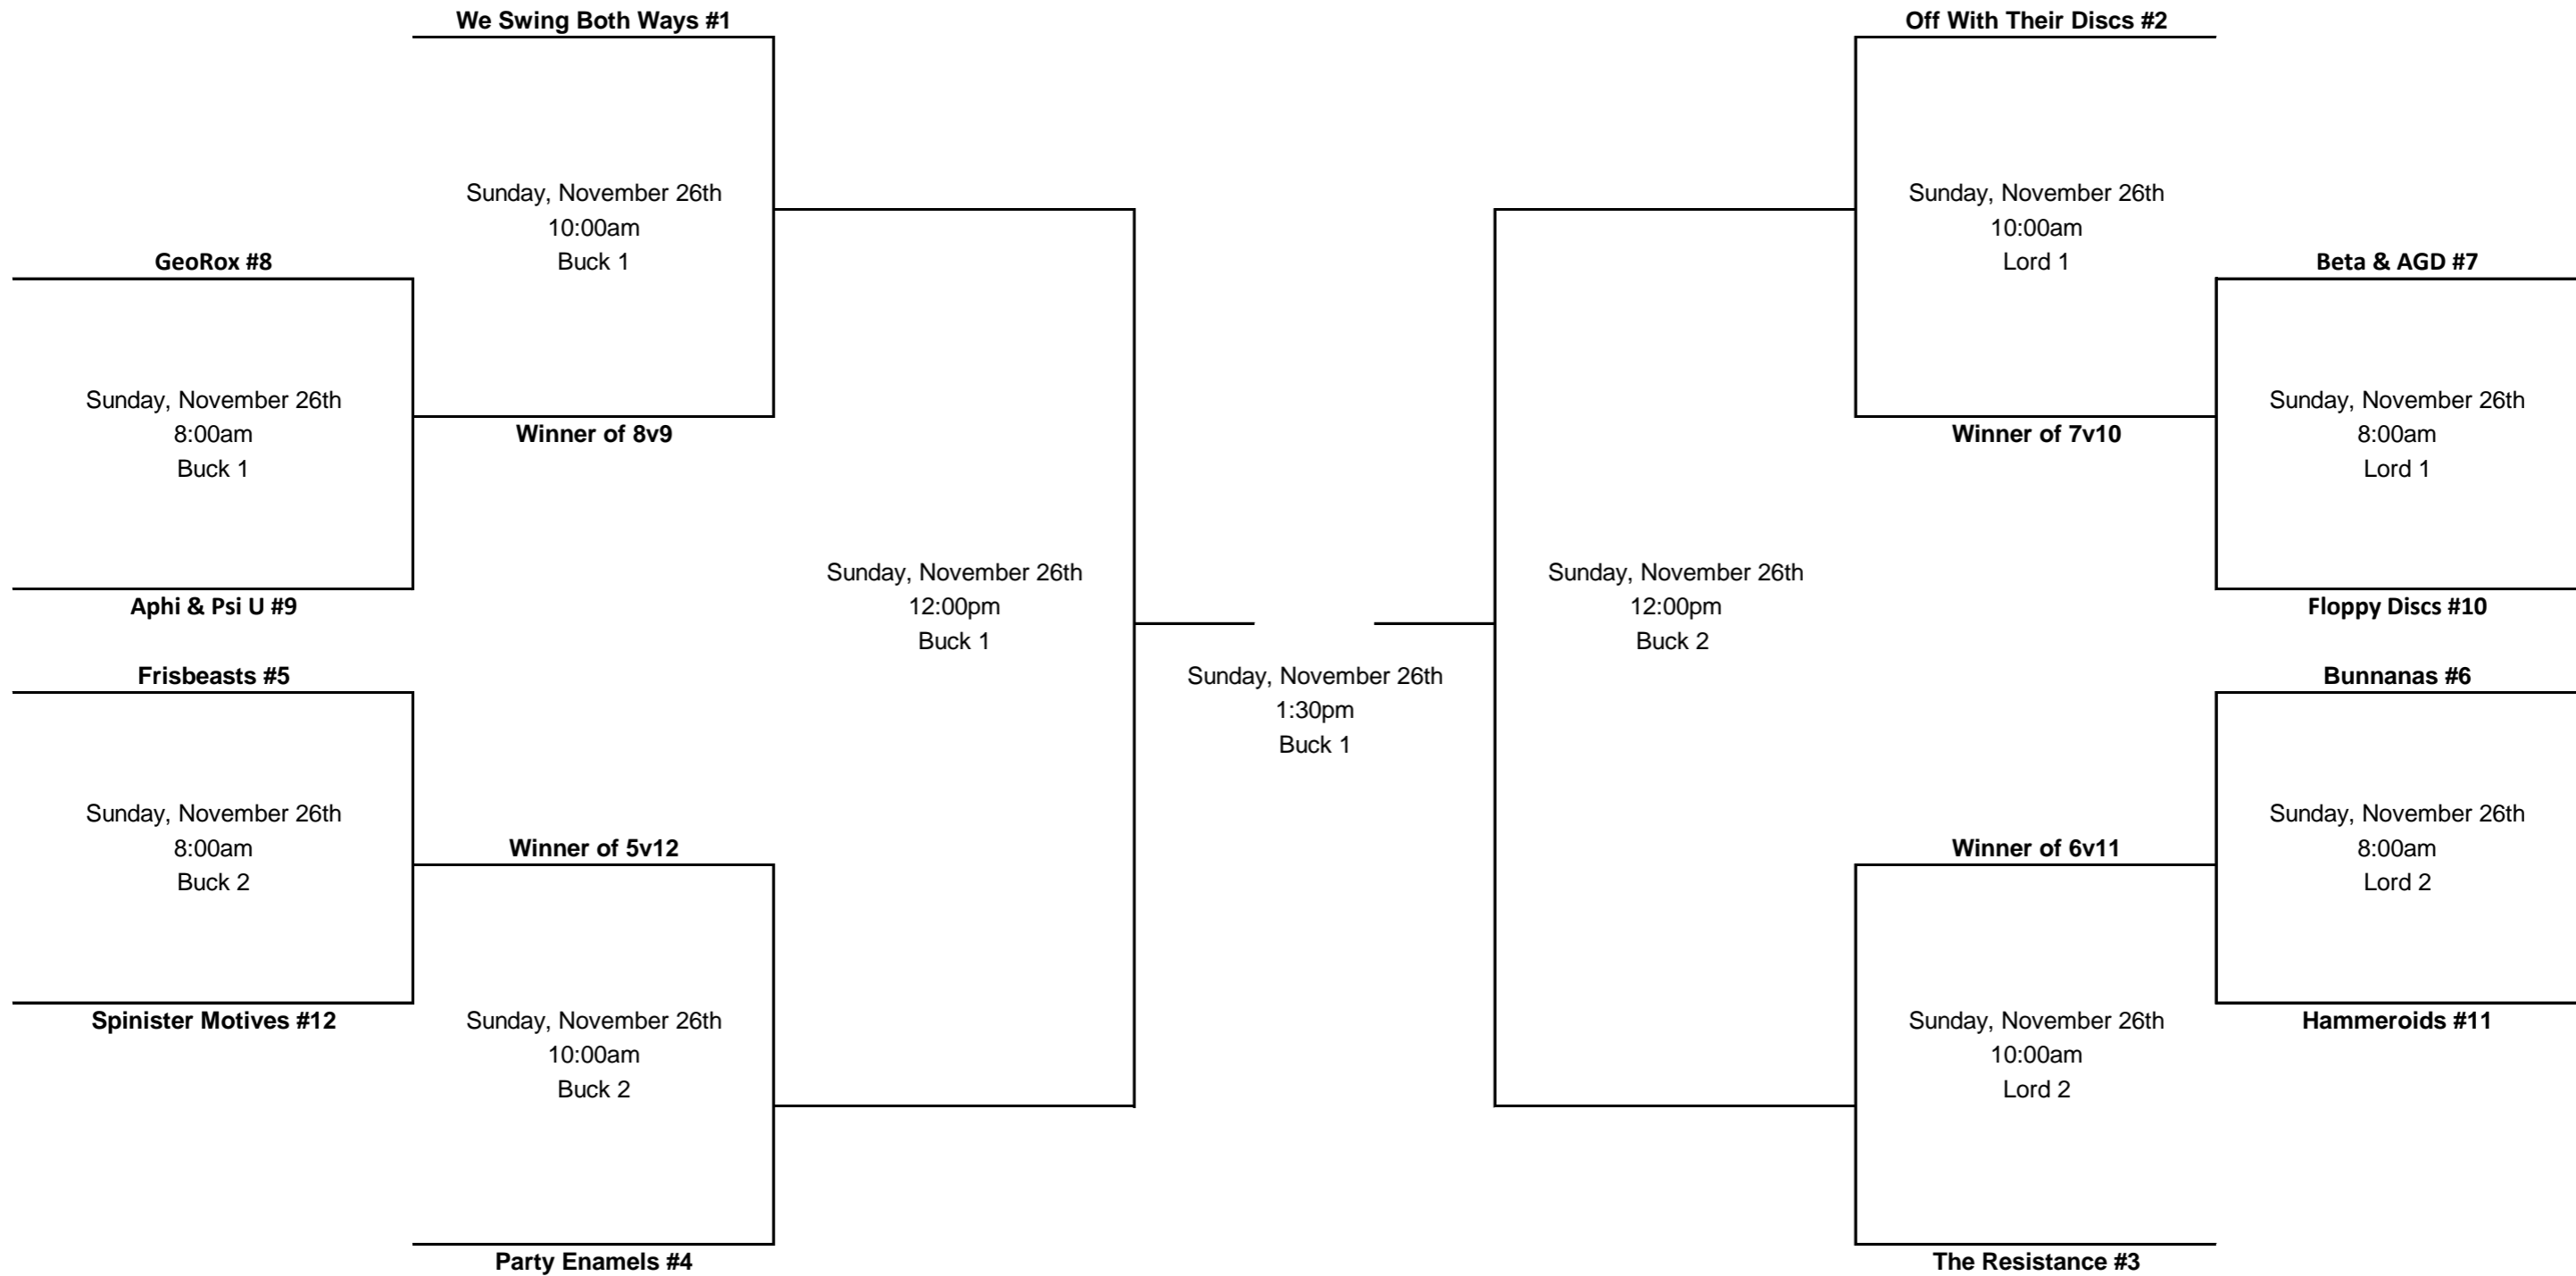 We Swing Both Ways #1
Off With Their Discs #2
Sunday, November 26th
10:00am
Buck 1
Sunday, November 26th
10:00am
Lord 1
GeoRox #8
Beta & AGD #7
Sunday, November 26th
8:00am
Buck 1
Winner of 8v9
Winner of 7v10
Sunday, November 26th
8:00am
Lord 1
Sunday, November 26th
12:00pm
Buck 1
Sunday, November 26th
12:00pm
Buck 2
Aphi & Psi U #9
Floppy Discs #10
Frisbeasts #5
Sunday, November 26th
1:30pm
Buck 1
Bunnanas #6
Sunday, November 26th
8:00am
Buck 2
Winner of 5v12
Winner of 6v11
Sunday, November 26th
8:00am
Lord 2
Spinister Motives #12
Sunday, November 26th
10:00am
Buck 2
Sunday, November 26th
10:00am
Lord 2
Hammeroids #11
Party Enamels #4
The Resistance #3